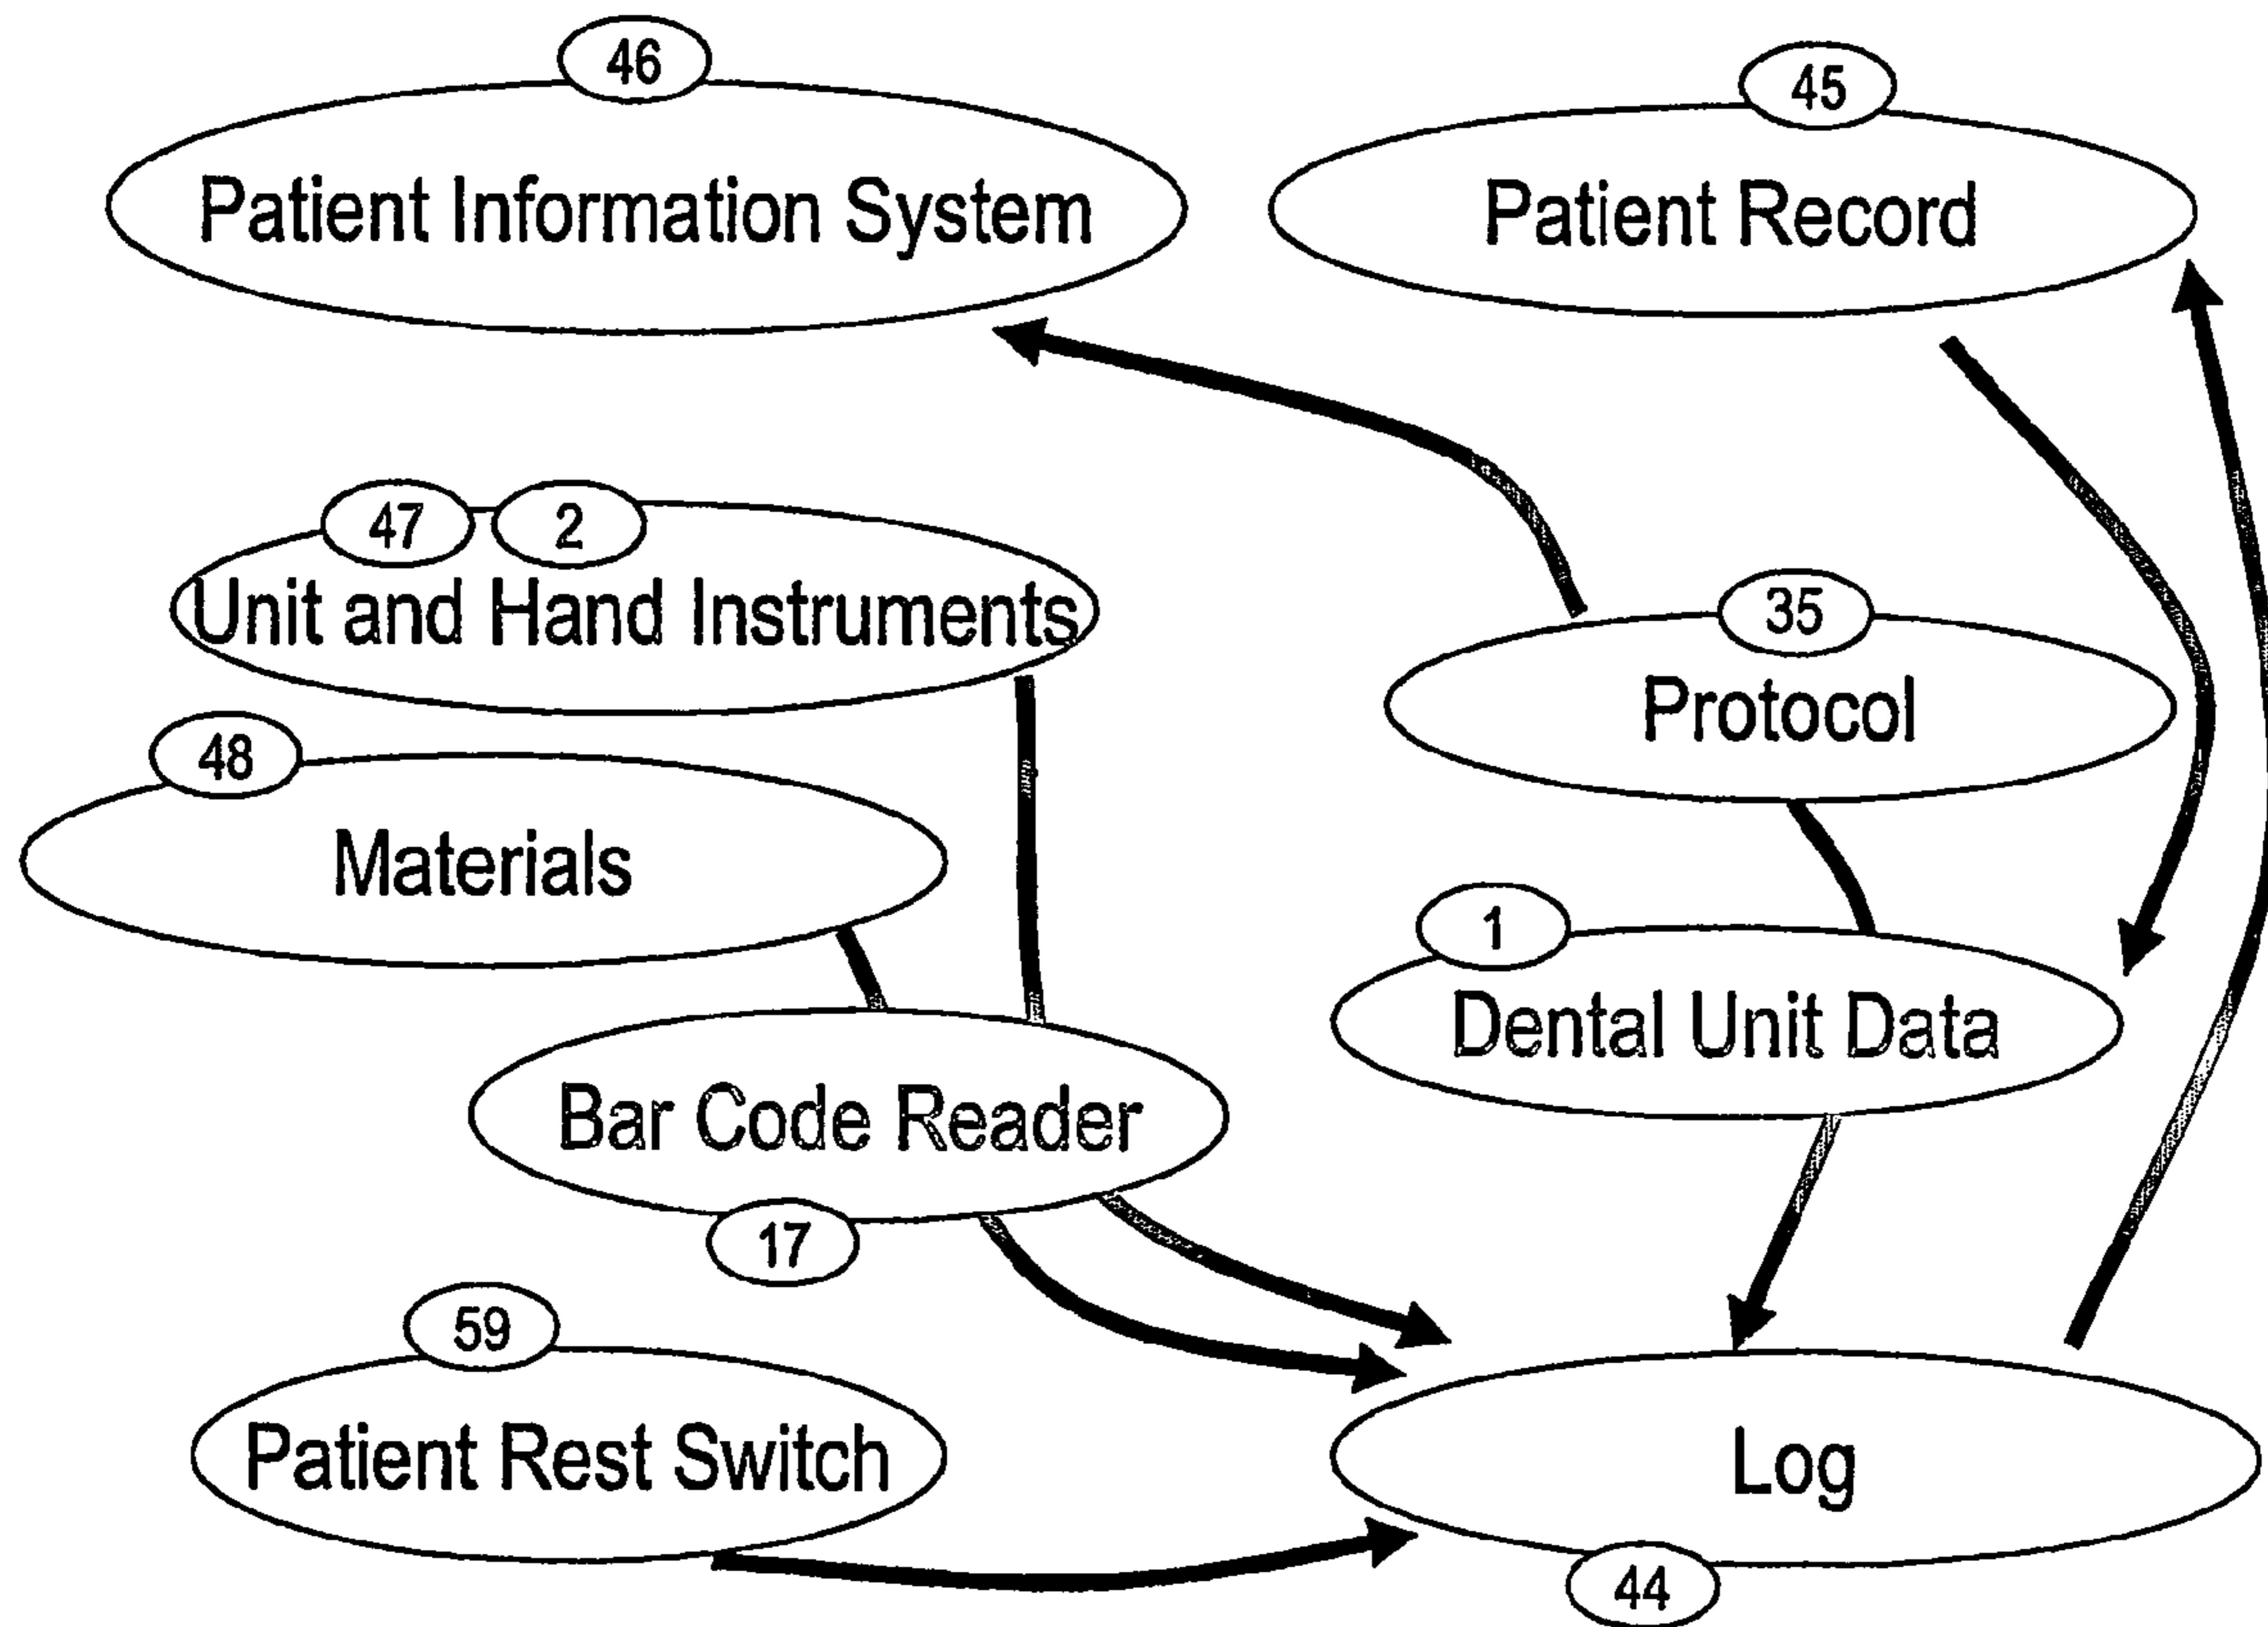 46
Patient Information System
45
Patient Record
47
2
Unit and Hand Instruments
35
Protocol
48
Materials
1
Dental Unit Data
Bar Code Reader
17
59
Patient Rest Switch
Log
44